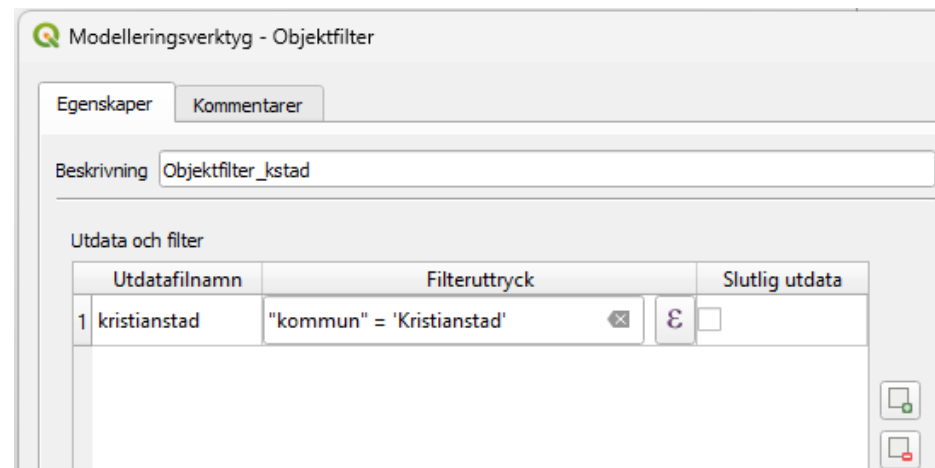 Modelleringsverktyg - Objektfilter
Egenskaper Kommentarer
Beskrivning Objektfilter_kstad
Utdata och filter
Utdatafilnamn Filteruttryck Slutlig utdata
1 kristianstad "kommun" = 'Kristianstad' ε